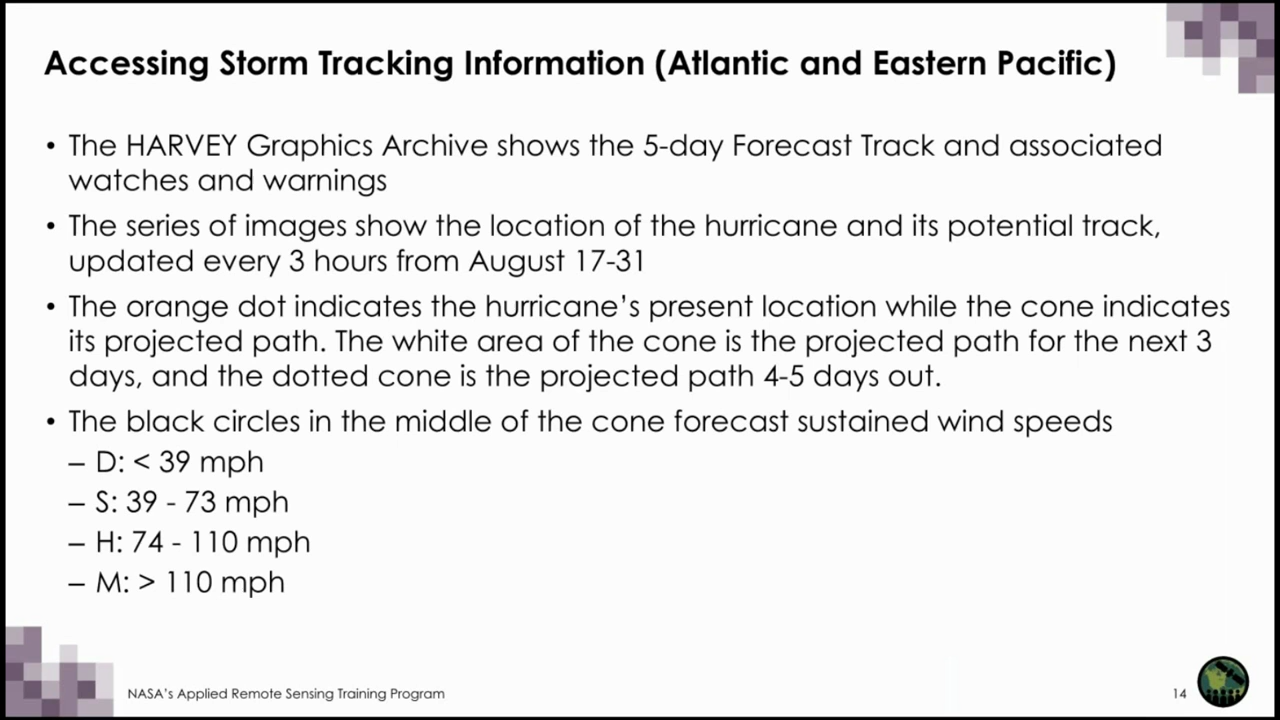 Accessing Storm Tracking Information (Atlantic and Eastern Pacific)
• The HARVEY Graphics Archive shows the 5-day Forecast Track and associated
watches and warnings
• The series of images show the location of the hurricane and its potential track,
updated every 3 hours from August 17-31
• The orange dot indicates the hurricane’s present location while the cone indicates
its projected path. The white area of the cone is the projected path for the next 3
days, and the dotted cone is the projected path 4-5 days out.
• The black circles in the middle of the cone forecast sustained wind speeds
– D: < 39 mph
– S: 39 - 73 mph
– H: 74 - 110 mph
– M: > 110 mph
NASA’s Applied Remote Sensing Training Program
14